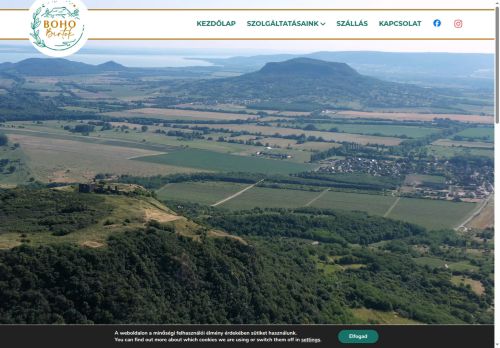 BOHO
Birtok
KEZDŐLAP SZOLGÁLTATÁSAINK SZÁLLÁS KAPCSOLAT
A weboldalon a minőségi felhasználói élmény érdekében sütiket használunk.
You can find out more about which cookies we are using or switch them off in settings.
Elfogad